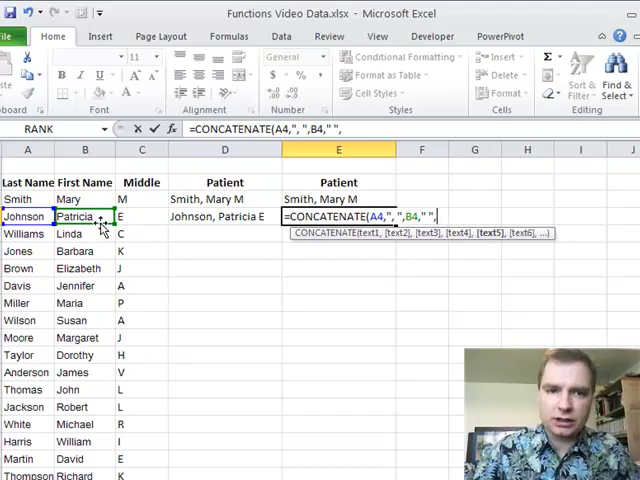 Functions Video Data.xlsx - Microsoft Excel
File Home Insert Page Layout Formulas Data Review View Developer PowerPivot
11 A A General Conditional Formatting Insert Σ
Paste B I U A $ % , Format as Table Delete Sort & Find &
Cell Styles Format Filter Select
Clipboard Font Alignment Number Styles Cells Editing
RANK =CONCATENATE(A4,", ",B4," ",
A B C D E F G H I J
Last Name First Name Middle Patient Patient
Smith Mary M Smith, Mary M Smith, Mary M
Johnson Patricia E Johnson, Patricia E =CONCATENATE(A4,", ",B4," ",
Williams Linda C CONCATENATE(text1, [text2], [text3], [text4], [text5], [text6], ...)
Jones Barbara K
Brown Elizabeth J
Davis Jennifer A
Miller Maria P
Wilson Susan A
Moore Margaret J
Taylor Dorothy H
Anderson James V
Thomas John L
Jackson Robert L
White Michael R
Harris William I
Martin David E
Thompson Richard K